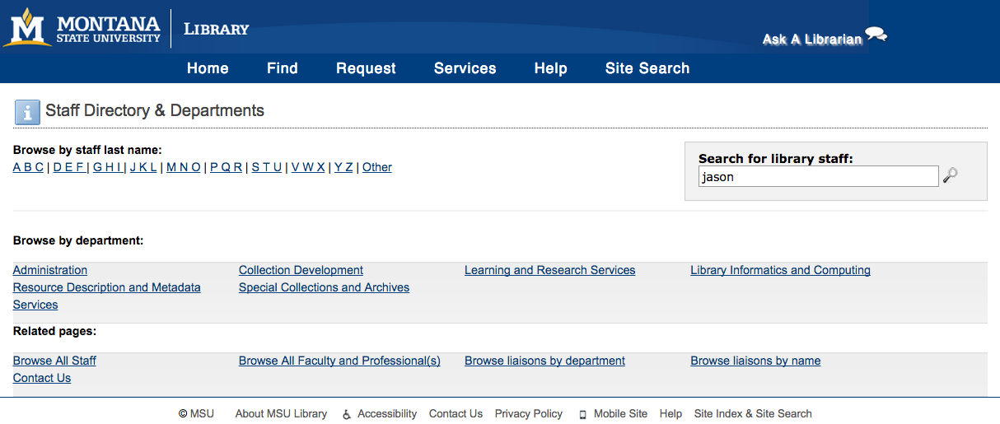 MONTANA
STATE UNIVERSITY
LIBRARY
Ask A Librarian
Home Find Request Services Help Site Search
Staff Directory & Departments
Browse by staff last name:
A B C | D E F | G H I | J K L | M N O | P Q R | S T U | V W X | Y Z | Other
Search for library staff:
jason
Browse by department:
Administration Collection Development Learning and Research Services Library Informatics and Computing
Resource Description and Metadata Special Collections and Archives
Services
Related pages:
Browse All Staff Browse All Faculty and Professional(s) Browse liaisons by department Browse liaisons by name
Contact Us
© MSU About MSU Library Accessibility Contact Us Privacy Policy Mobile Site Help Site Index & Site Search